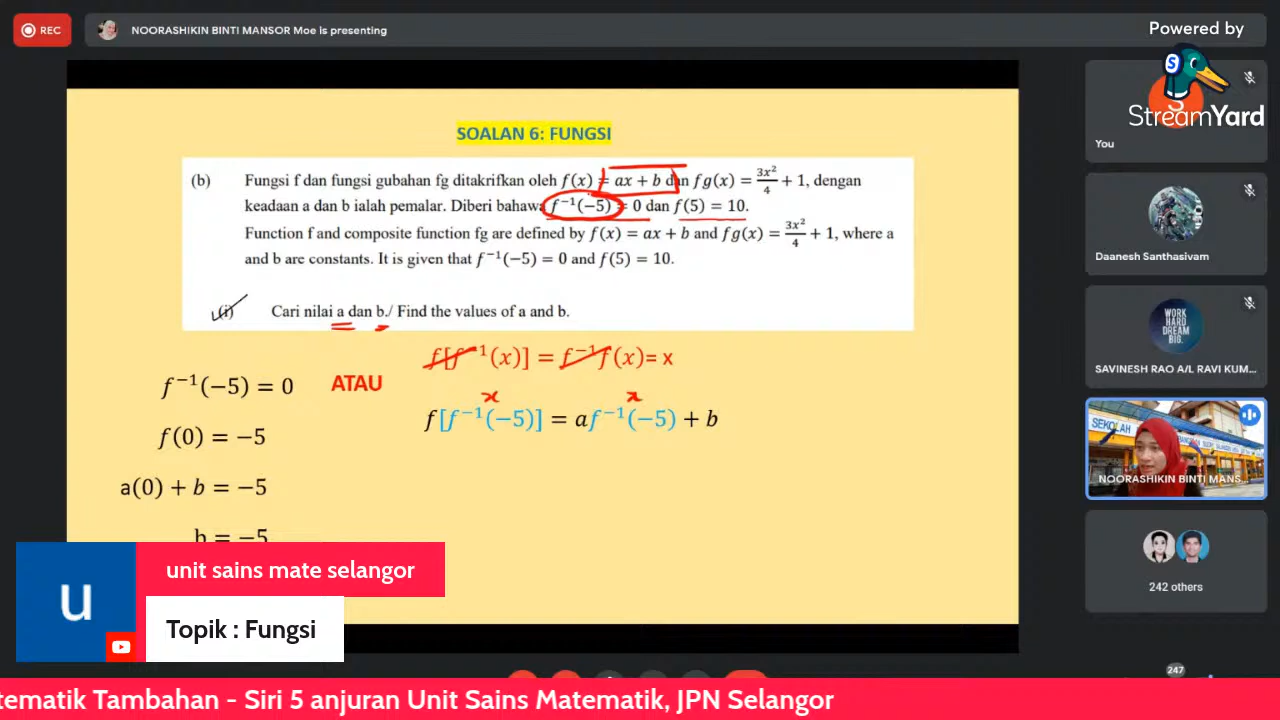 REC
NOORASHIKIN BINTI MANSOR Moe is presenting
Powered by
StreamYard
S
You
SOALAN 6: FUNGSI
(b) Fungsi f dan fungsi gubahan fg ditakrifkan oleh f(x) = ax + b dan fg(x) = 3x²/4 + 1, dengan
keadaan a dan b ialah pemalar. Diberi bahawa f⁻¹(−5) = 0 dan f(5) = 10.
Function f and composite function fg are defined by f(x) = ax + b and fg(x) = 3x²/4 + 1, where a
and b are constants. It is given that f⁻¹(−5) = 0 and f(5) = 10.
(i) Cari nilai a dan b./ Find the values of a and b.
f[f⁻¹(x)] = f⁻¹f(x)= x
f⁻¹(−5) = 0
ATAU
x x
f[f⁻¹(−5)] = af⁻¹(−5) + b
f(0) = −5
a(0) + b = −5
b = −5
Daanesh Santhasivam
WORK
HARD
DREAM
BIG.
SAVINESH RAO A/L RAVI KUM...
SEKOLAH
NOORASHIKIN BINTI MANS...
242 others
247
u
unit sains mate selangor
Topik : Fungsi
tematik Tambahan - Siri 5 anjuran Unit Sains Matematik, JPN Selangor